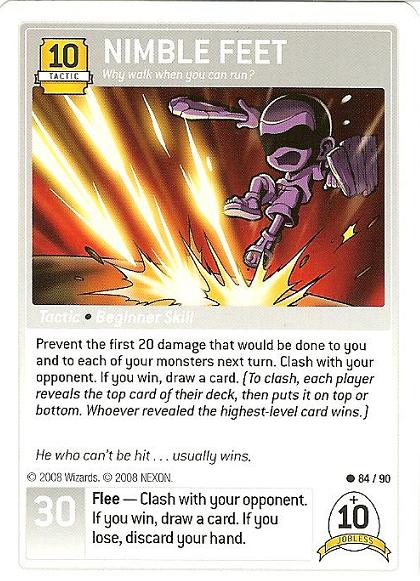 10
TACTIC
NIMBLE FEET
Why walk when you can run?
Tactic • Beginner Skill
Prevent the first 20 damage that would be done to you
and to each of your monsters next turn. Clash with your
opponent. If you win, draw a card. (To clash, each player
reveals the top card of their deck, then puts it on top or
bottom. Whoever revealed the highest-level card wins.)
He who can't be hit . . . usually wins.
© 2008 Wizards. © 2008 NEXON.
● 84 / 90
30
Flee — Clash with your opponent.
If you win, draw a card. If you
lose, discard your hand.
+
10
JOBLESS